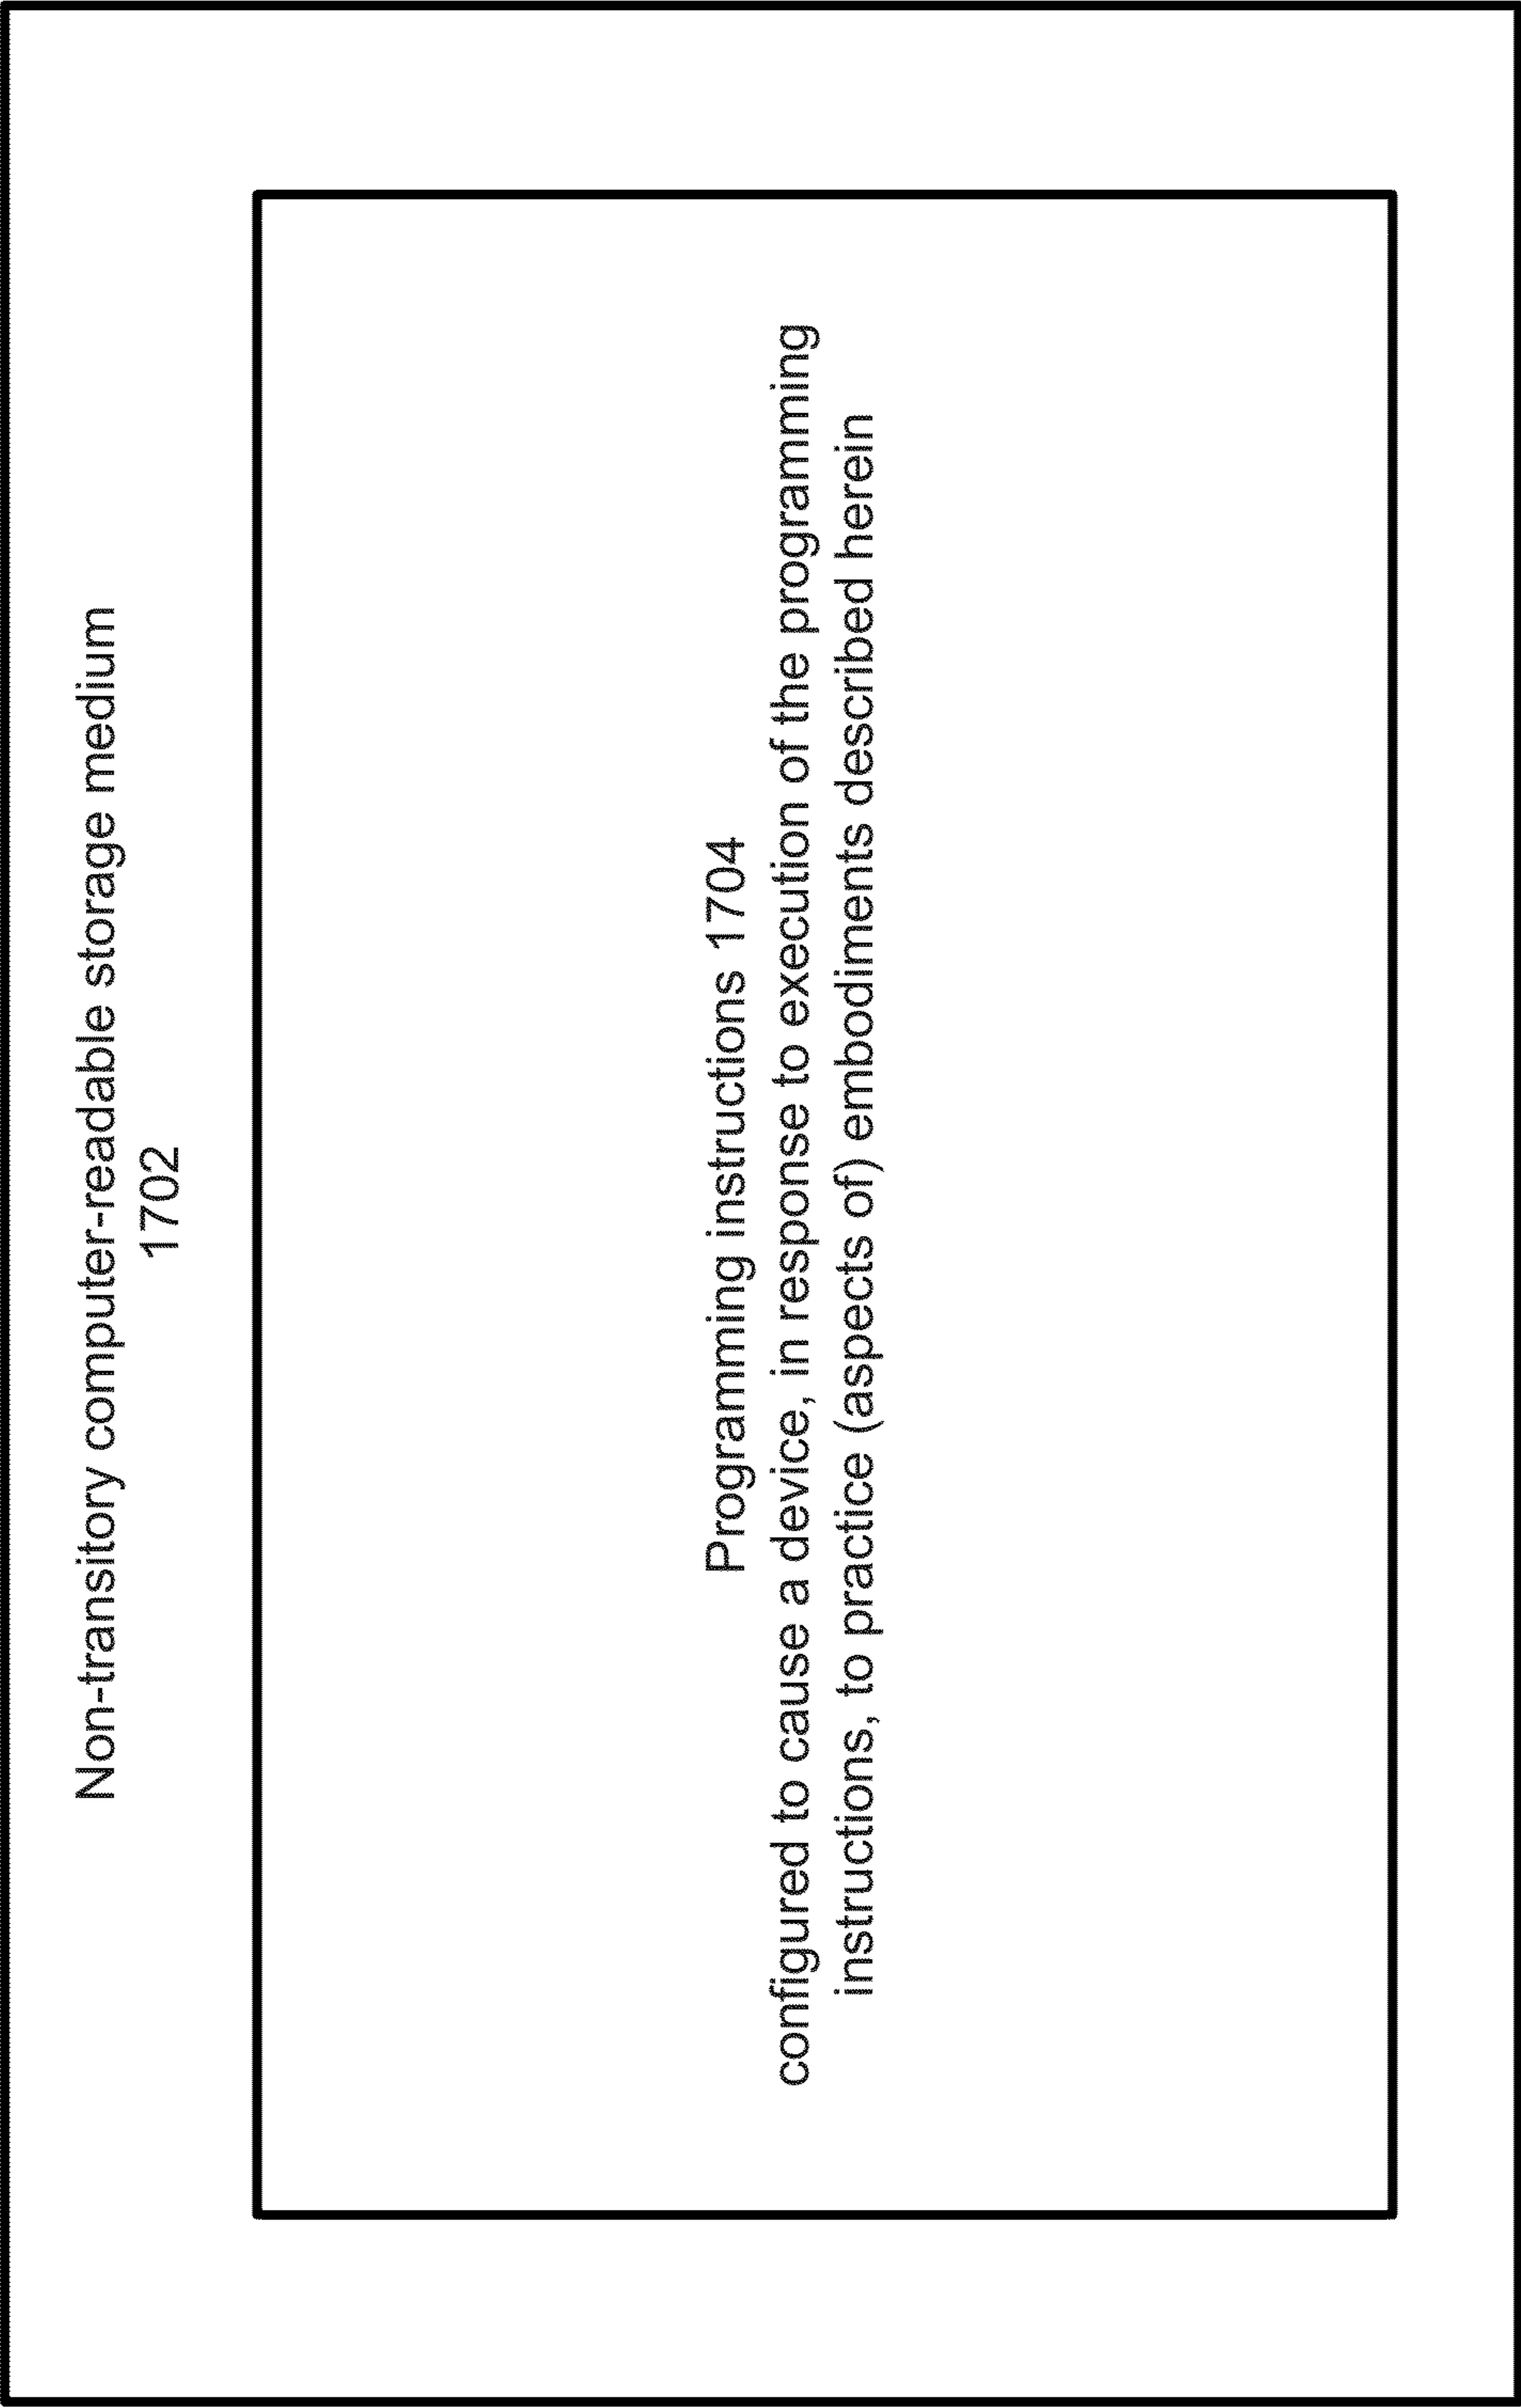 Non-transitory computer-readable storage medium
1702
Programming instructions 1704
configured to cause a device, in response to execution of the programming
instructions, to practice (aspects of) embodiments described herein